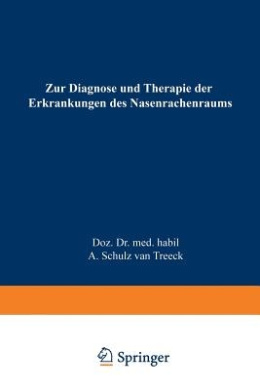 Zur Diagnose und Therapie der
Erkrankungen des Nasenrachenraums
Doz. Dr. med. habil
A. Schulz van Treeck
Springer